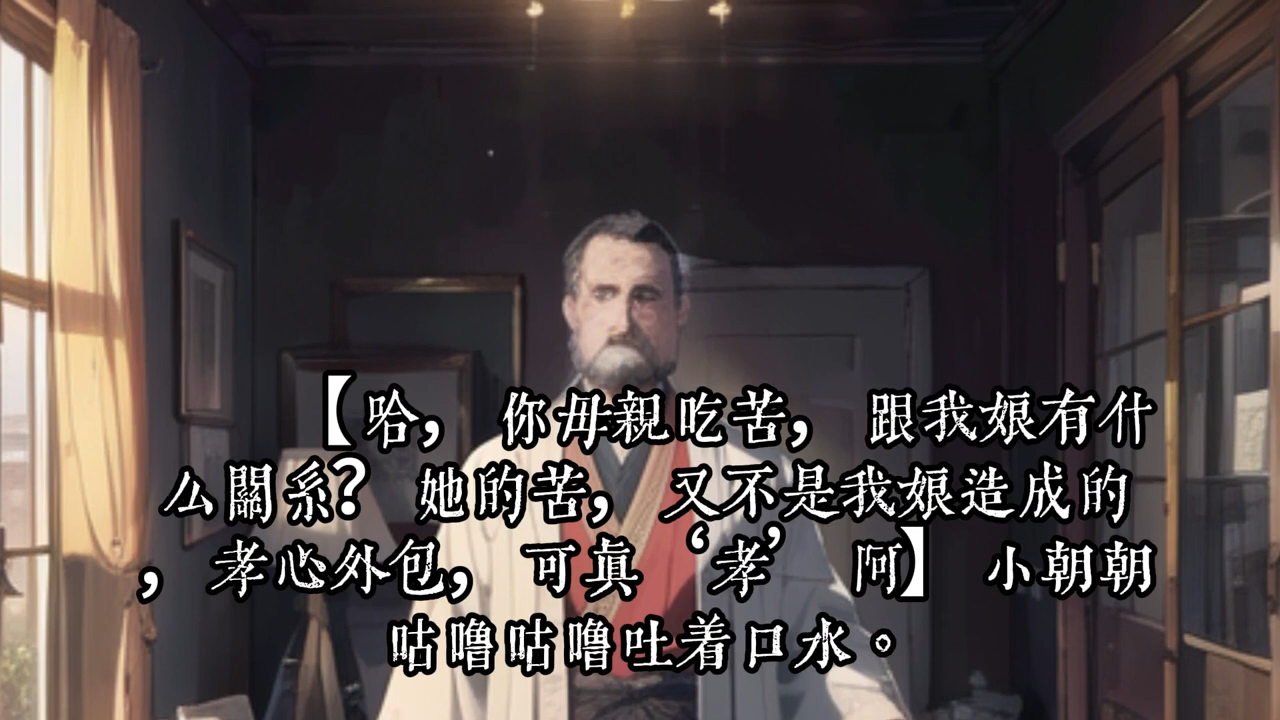 【哈， 你母親吃苦， 跟我娘有什
么關系？ 她的苦， 又不是我娘造成的
， 孝心外包， 可真‘孝’ 阿】 小朝朝
咕噜咕噜吐着口水。